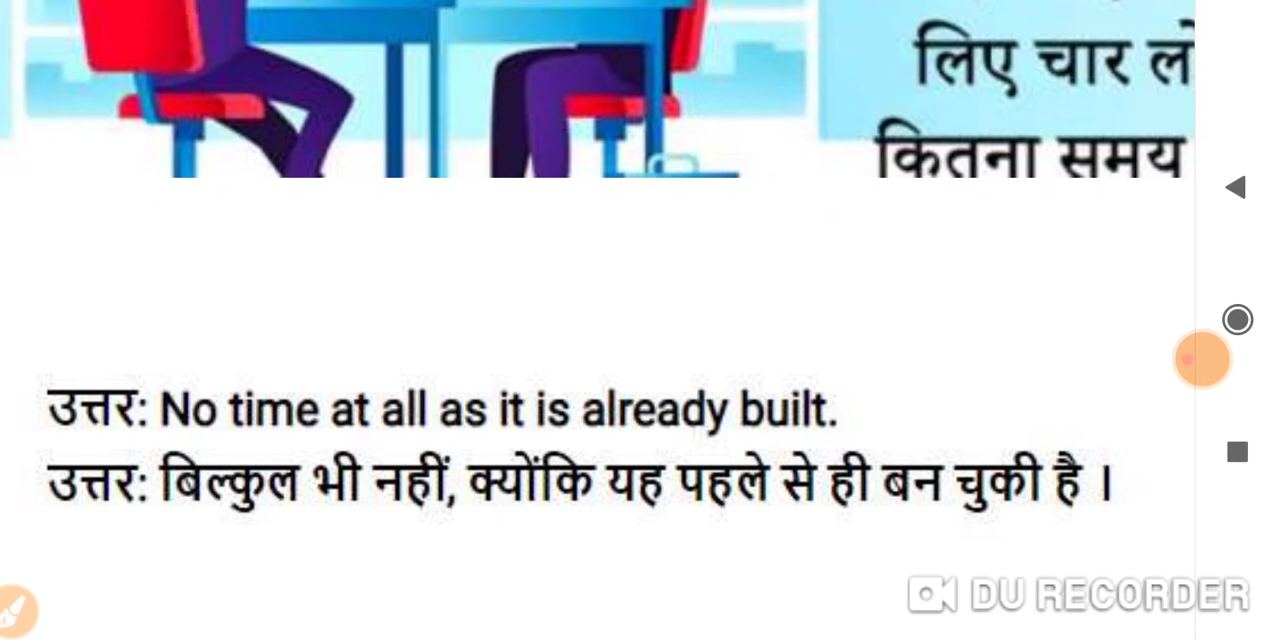 लिए चार
कितना समय
उत्तर: No time at all as it is already built.
उत्तर: बिल्कुल भी नहीं, क्योंकि यह पहले से ही बन चुकी है ।
DU RECORDER